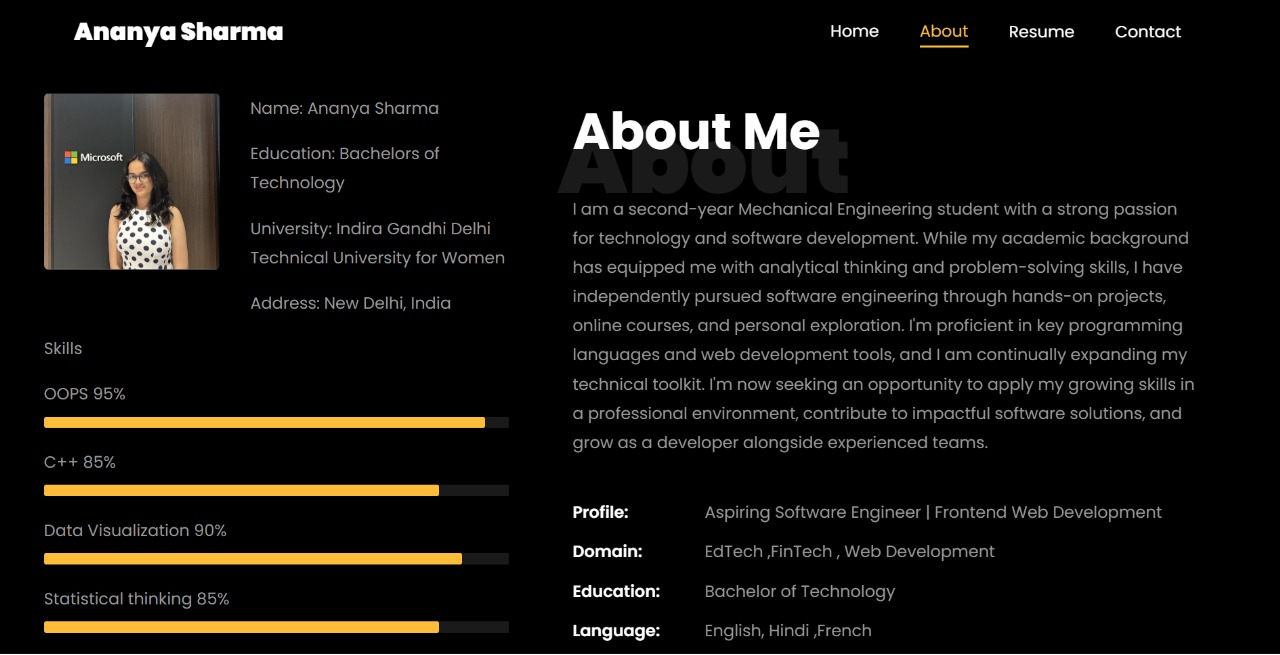 Ananya Sharma
Home
About
Resume
Contact
Microsoft
Name: Ananya Sharma
Education: Bachelors of
Technology
University: Indira Gandhi Delhi
Technical University for Women
Address: New Delhi, India
Skills
OOPS 95%
C++ 85%
Data Visualization 90%
Statistical thinking 85%
About
About Me
I am a second-year Mechanical Engineering student with a strong passion
for technology and software development. While my academic background
has equipped me with analytical thinking and problem-solving skills, I have
independently pursued software engineering through hands-on projects,
online courses, and personal exploration. I'm proficient in key programming
languages and web development tools, and I am continually expanding my
technical toolkit. I'm now seeking an opportunity to apply my growing skills in
a professional environment, contribute to impactful software solutions, and
grow as a developer alongside experienced teams.
Profile: Aspiring Software Engineer | Frontend Web Development
Domain: EdTech ,FinTech , Web Development
Education: Bachelor of Technology
Language: English, Hindi ,French